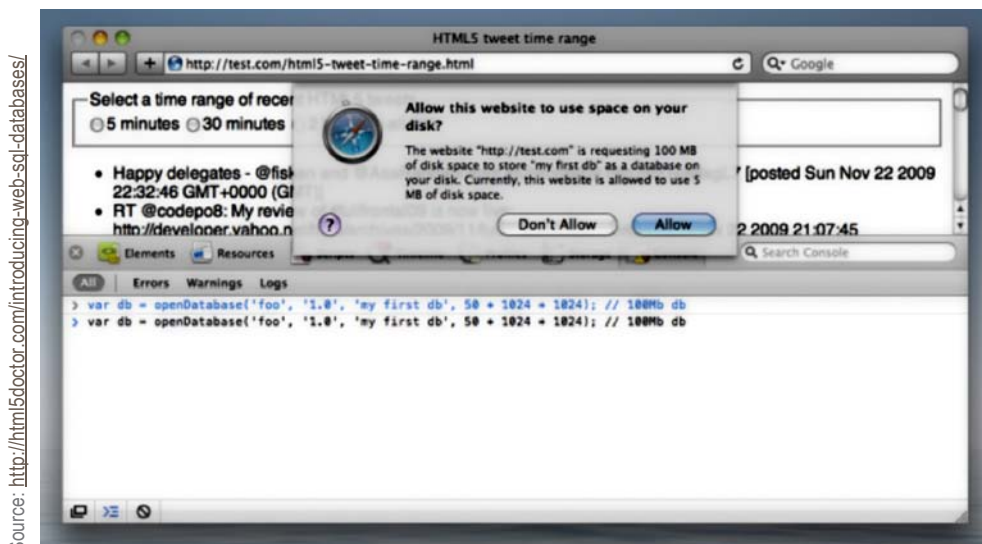 Source: http://html5doctor.com/introducing-web-sql-databases/
HTML5 tweet time range
http://test.com/html5-tweet-time-range.html
Google
Select a time range of recen
5 minutes 30 minutes
Allow this website to use space on your
disk?
The website "http://test.com" is requesting 100 MB
of disk space to store "my first db" as a database on
your disk. Currently, this website is allowed to use 5
MB of disk space.
? Don't Allow Allow
Happy delegates - @fis
[posted Sun Nov 22 2009
22:32:46 GMT+0000 (GM
RT @codepo8: My revie
http://developer.yahoo.n
22 2009 21:07:45
Elements Resources
Search Console
All Errors Warnings Logs
> var db = openDatabase('foo', '1.0', 'my first db', 50 * 1024 * 1024); // 100Mb db
> var db = openDatabase('foo', '1.0', 'my first db', 50 * 1024 * 1024); // 100Mb db